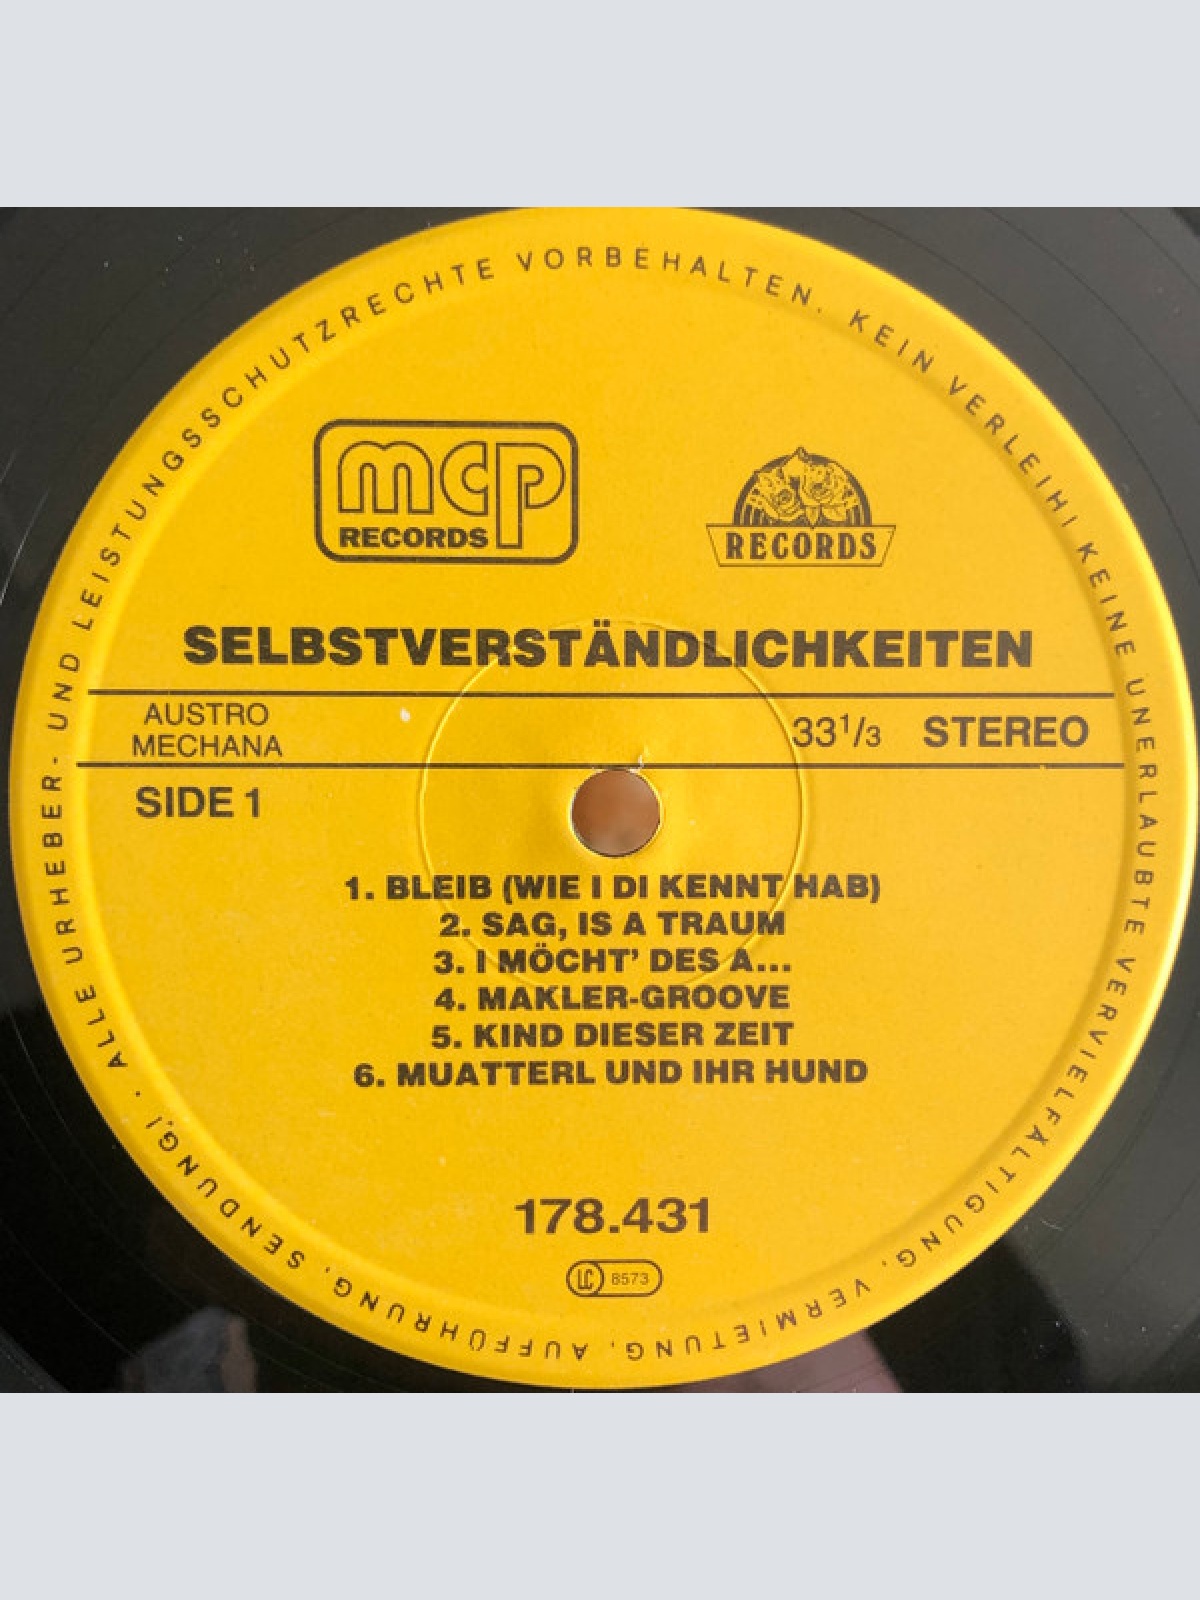 ALLE URHEBER- UND LEISTUNGSSCHUTZRECHTE VORBEHALTEN. KEIN VERLEIH! KEINE UNERLAUBTE VERVIELFÄLTIGUNG, VERMIETUNG, AUFFÜHRUNG, SENDUNG! ·
mcp
RECORDS
RECORDS
SELBSTVERSTÄNDLICHKEITEN
AUSTRO
MECHANA
33 1/3 STEREO
SIDE 1
1. BLEIB (WIE I DI KENNT HAB)
2. SAG, IS A TRAUM
3. I MÖCHT' DES A...
4. MAKLER-GROOVE
5. KIND DIESER ZEIT
6. MUATTERL UND IHR HUND
178.431
LC 8573